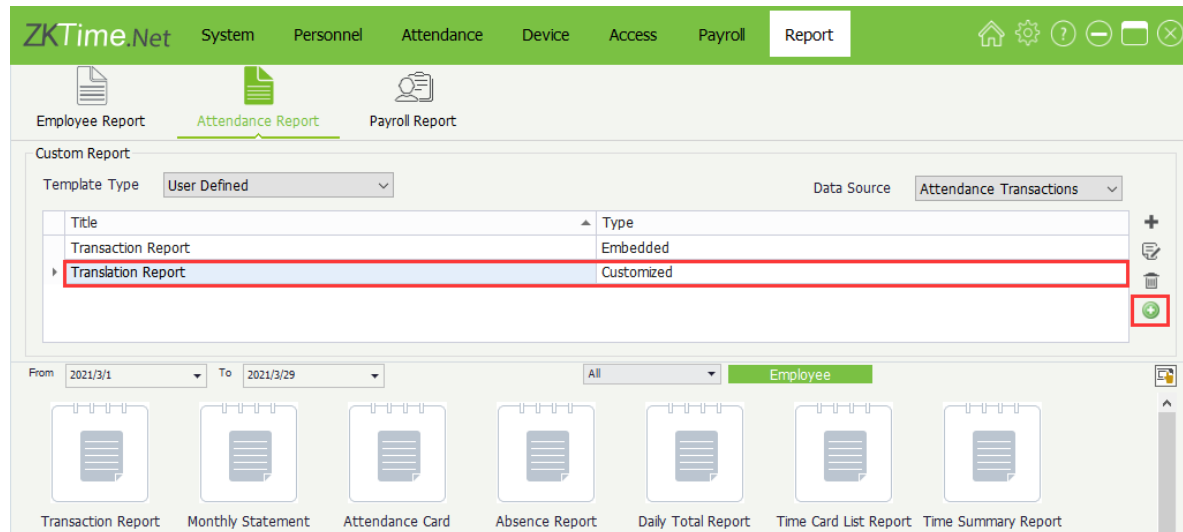 ZKTime.Net System Personnel Attendance Device Access Payroll Report
Employee Report Attendance Report Payroll Report
Custom Report
Template Type User Defined Data Source Attendance Transactions
Title Type
Transaction Report Embedded
Translation Report Customized
From 2021/3/1 To 2021/3/29 All Employee
Transaction Report Monthly Statement Attendance Card Absence Report Daily Total Report Time Card List Report Time Summary Report